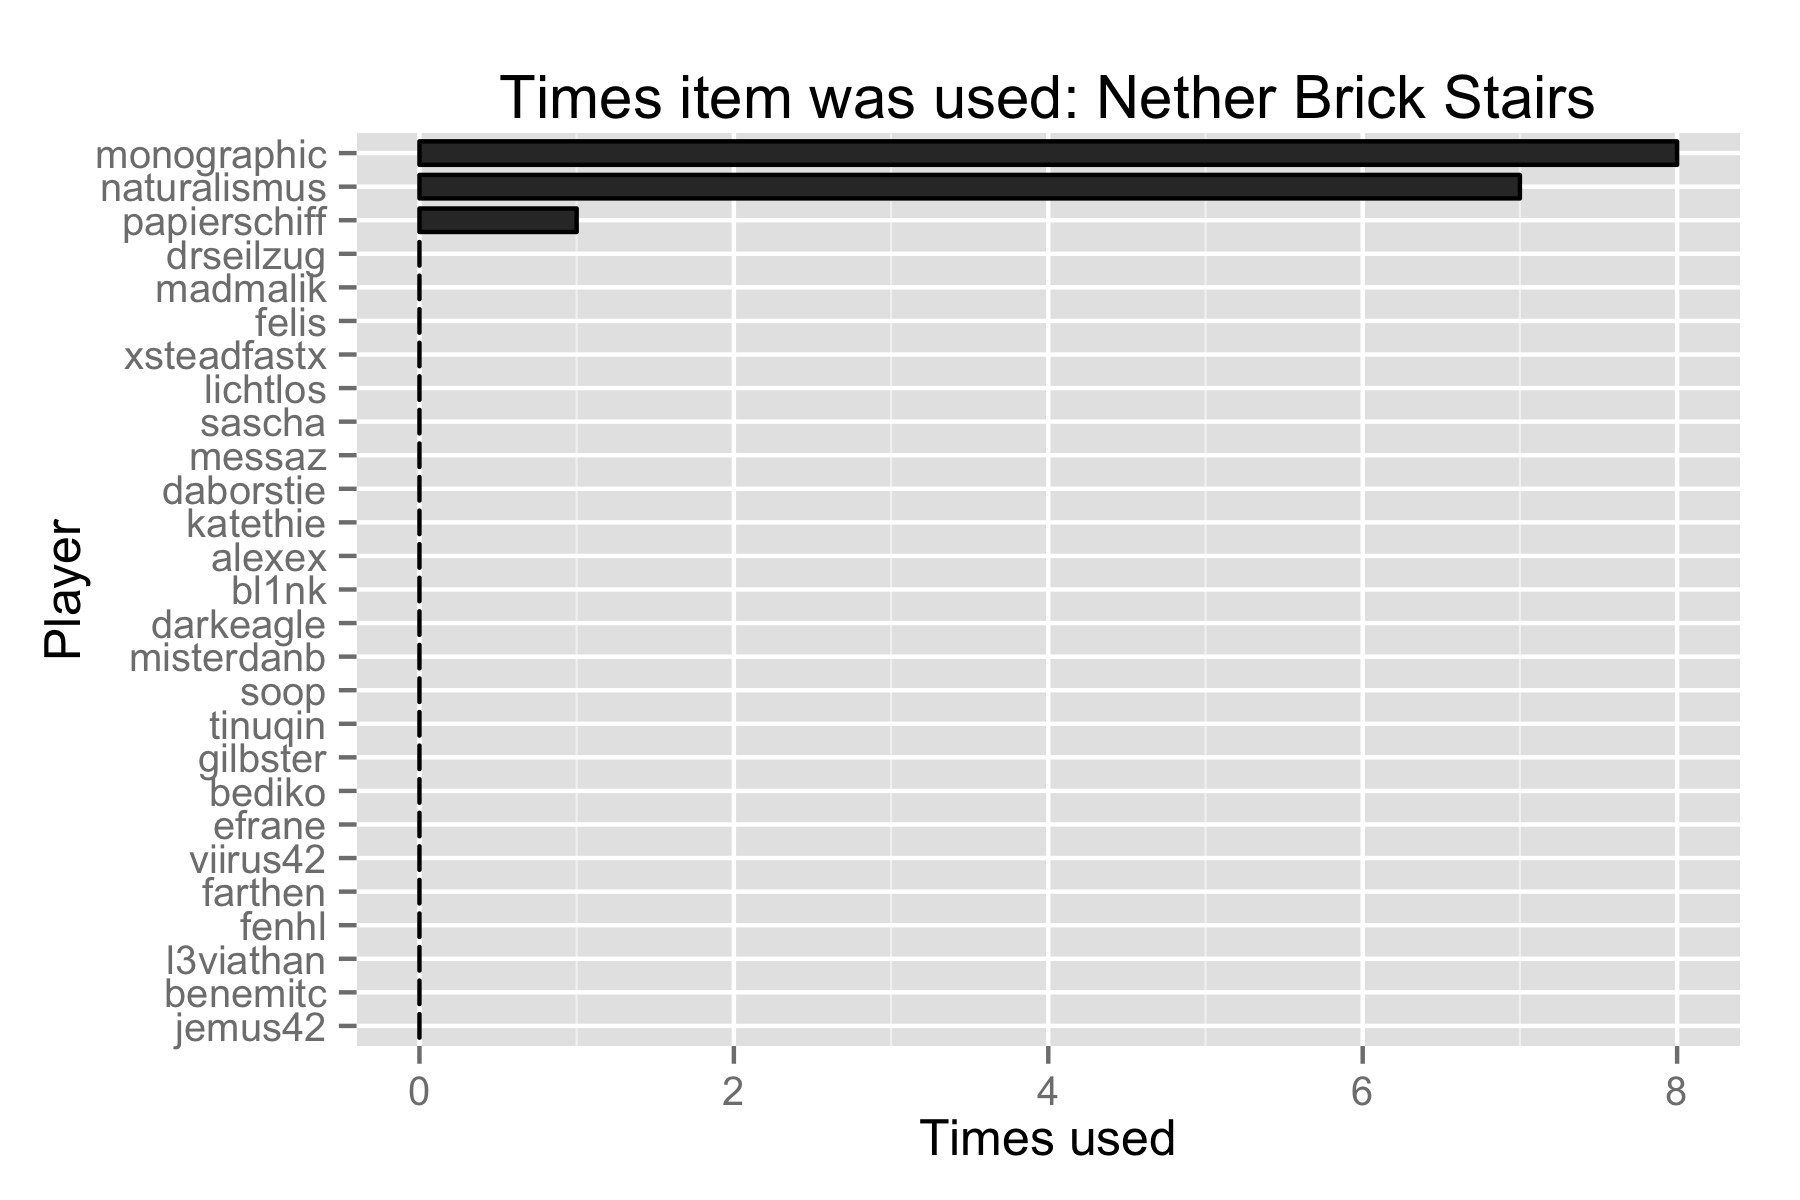 Times item was used: Nether Brick Stairs
monographic
naturalismus
papierschiff
drseilzug
madmalik
felis
xsteadfastx
lichtlos
sascha
messaz
daborstie
katethie
alexex
bl1nk
darkeagle
misterdanb
soop
tinuqin
gilbster
bediko
efrane
viirus42
farthen
fenhl
l3viathan
benemitc
jemus42
Player
0 2 4 6 8
Times used